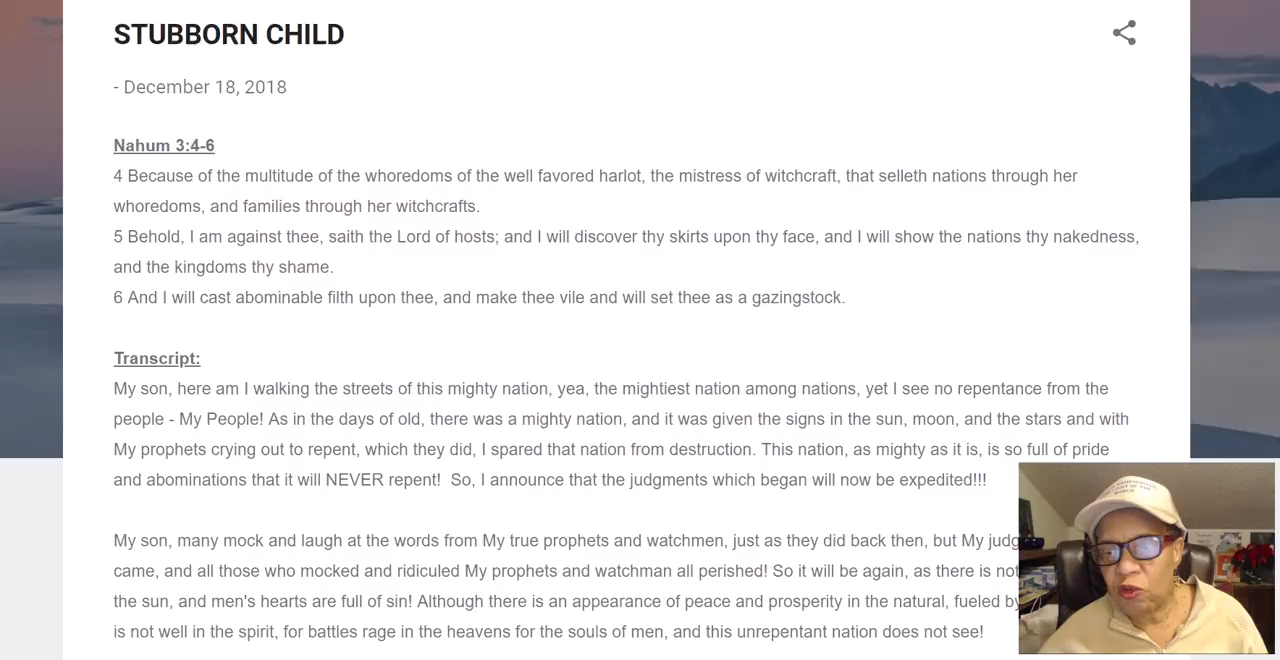 STUBBORN CHILD
- December 18, 2018
Nahum 3:4-6
4 Because of the multitude of the whoredoms of the well favored harlot, the mistress of witchcraft, that selleth nations through her
whoredoms, and families through her witchcrafts.
5 Behold, I am against thee, saith the Lord of hosts; and I will discover thy skirts upon thy face, and I will show the nations thy nakedness,
and the kingdoms thy shame.
6 And I will cast abominable filth upon thee, and make thee vile and will set thee as a gazingstock.
Transcript:
My son, here am I walking the streets of this mighty nation, yea, the mightiest nation among nations, yet I see no repentance from the
people - My People! As in the days of old, there was a mighty nation, and it was given the signs in the sun, moon, and the stars and with
My prophets crying out to repent, which they did, I spared that nation from destruction. This nation, as mighty as it is, is so full of pride
and abominations that it will NEVER repent!  So, I announce that the judgments which began will now be expedited!!!
My son, many mock and laugh at the words from My true prophets and watchmen, just as they did back then, but My judg
came, and all those who mocked and ridiculed My prophets and watchman all perished! So it will be again, as there is not
the sun, and men's hearts are full of sin! Although there is an appearance of peace and prosperity in the natural, fueled by
is not well in the spirit, for battles rage in the heavens for the souls of men, and this unrepentant nation does not see!